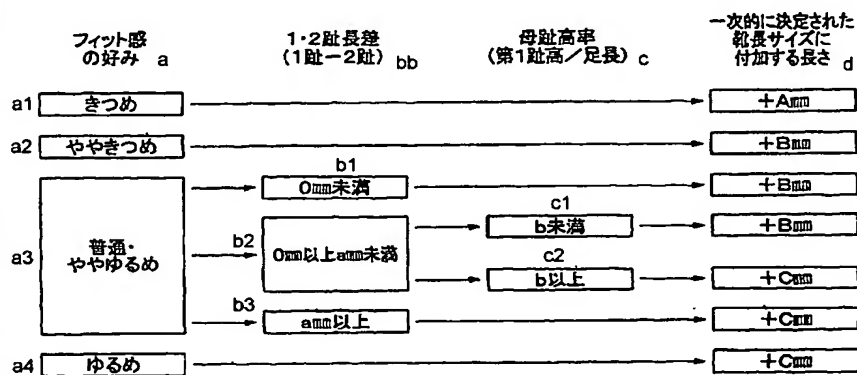 フィット感
の好み a
1・2趾長差
(1趾ー2趾) bb
母趾高率
(第1趾高/足長) c
一次的に決定された
靴長サイズに
付加する長さ d
a1 きつめ
+Amm
a2 ややきつめ
+Bmm
a3 普通・
ややゆるめ
b1
0mm未満
+Bmm
b2
0mm以上amm未満
c1
b未満
+Bmm
c2
b以上
+Cmm
b3
amm以上
+Cmm
a4 ゆるめ
+Cmm